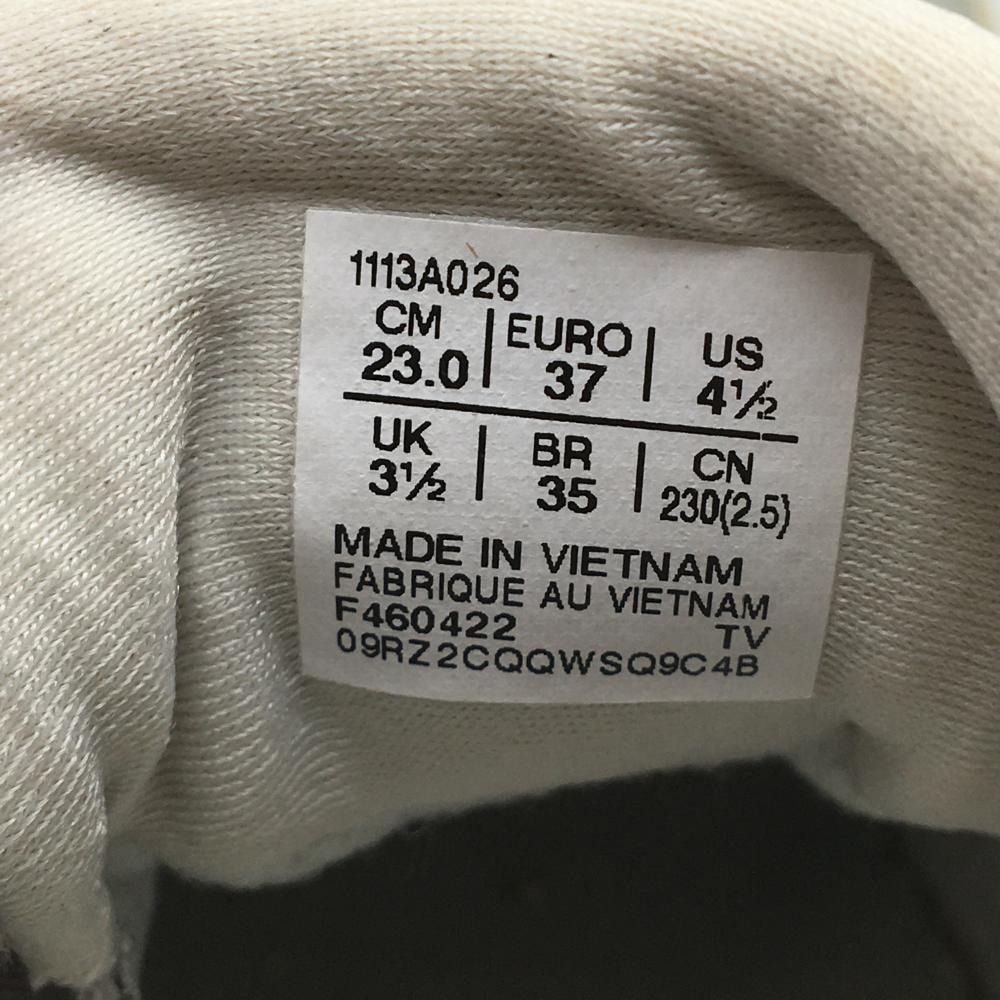 1113A026
CM | EURO | US
23.0 | 37 | 4½
UK | BR | CN
3½ | 35 | 230(2.5)
MADE IN VIETNAM
FABRIQUE AU VIETNAM
F460422 TV
09RZ2CQQWSQ9C4B